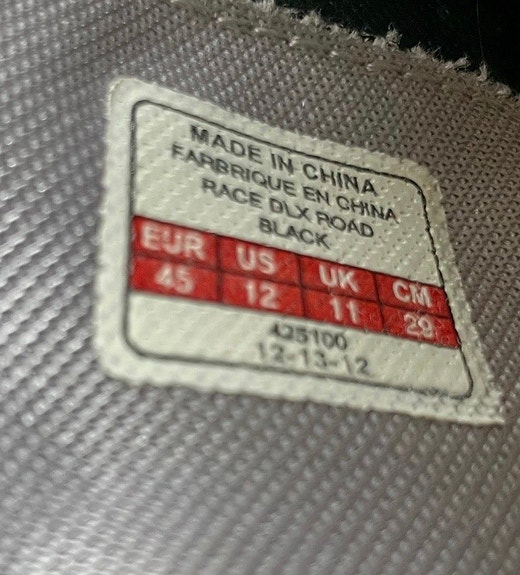 MADE IN CHINA
FARBRIQUE EN CHINA
RACE DLX ROAD
BLACK
EUR US UK CM
45 12 11 29
425100
12-13-12